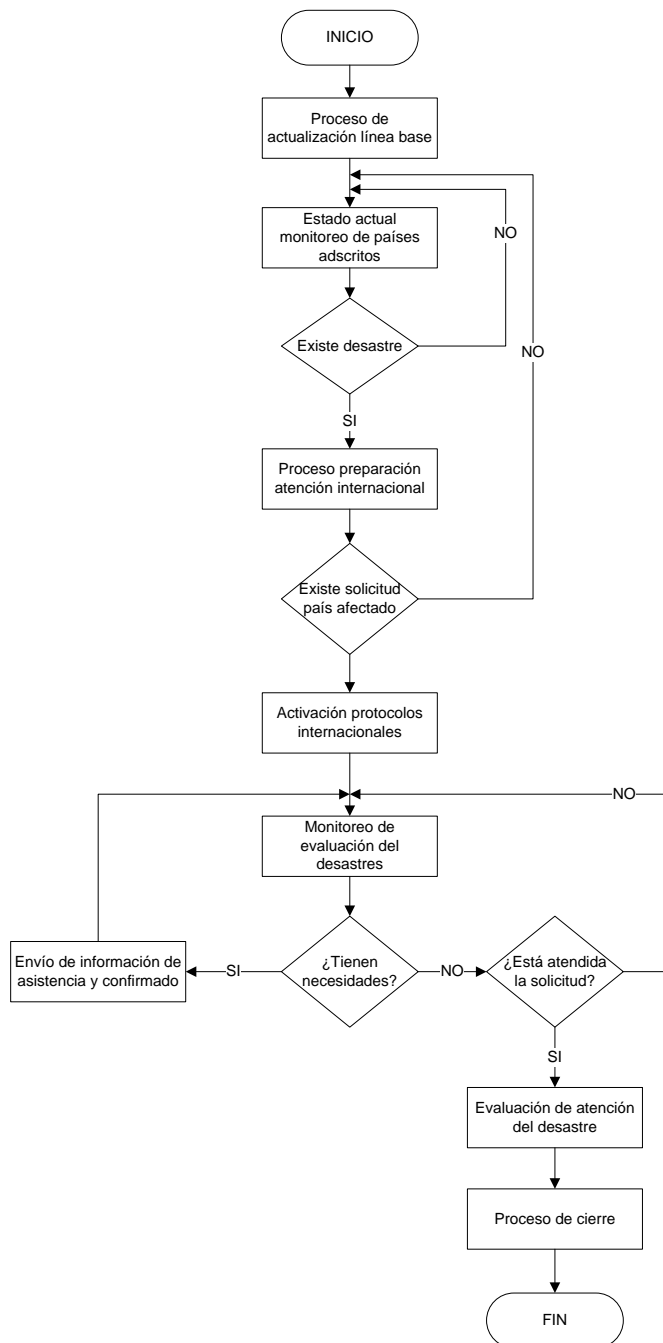 INICIO
Proceso de
actualización línea base
Estado actual
monitoreo de países
adscritos
NO
Existe desastre
NO
SI
Proceso preparación
atención internacional
Existe solicitud
país afectado
Activación protocolos
internacionales
NO
Monitoreo de
evaluación del
desastres
Envío de información de
asistencia y confirmado
SI
¿Tienen
necesidades?
NO
¿Está atendida
la solicitud?
SI
Evaluación de atención
del desastre
Proceso de cierre
FIN